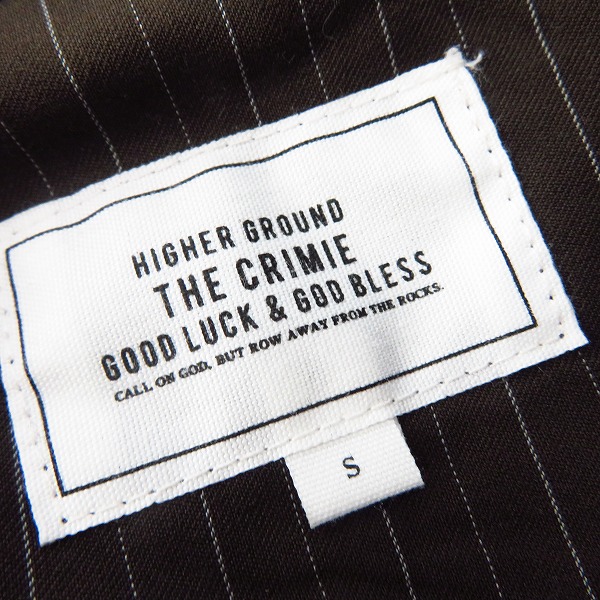 HIGHER GROUND
THE CRIMIE
GOOD LUCK & GOD BLESS
CALL ON GOD, BUT ROW AWAY FROM THE ROCKS.
S